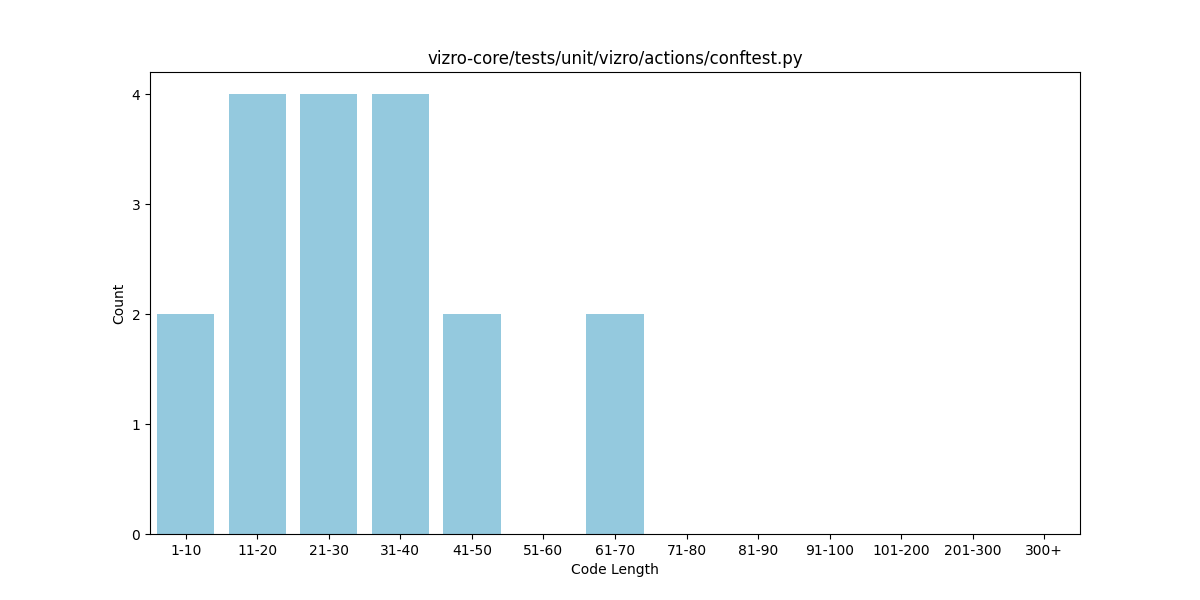 vizro-core/tests/unit/vizro/actions/conftest.py
4
3
2
1
0
Count
1-10 11-20 21-30 31-40 41-50 51-60 61-70 71-80 81-90 91-100 101-200 201-300 300+
Code Length